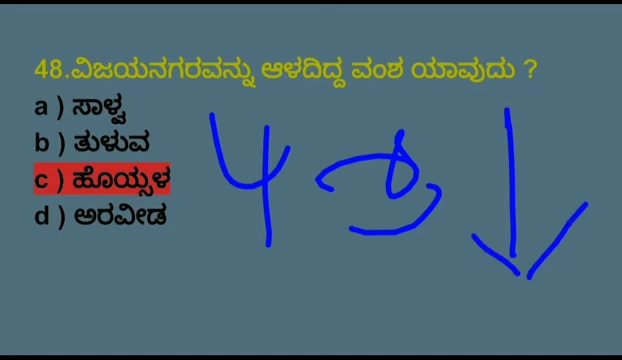 48.ವಿಜಯನಗರವನ್ನು ಆಳದಿದ್ದ ವಂಶ ಯಾವುದು ?
a ) ಸಾಳ್ವ
b ) ತುಳುವ
c ) ಹೊಯ್ಸಳ
d ) ಅರವೀಡ